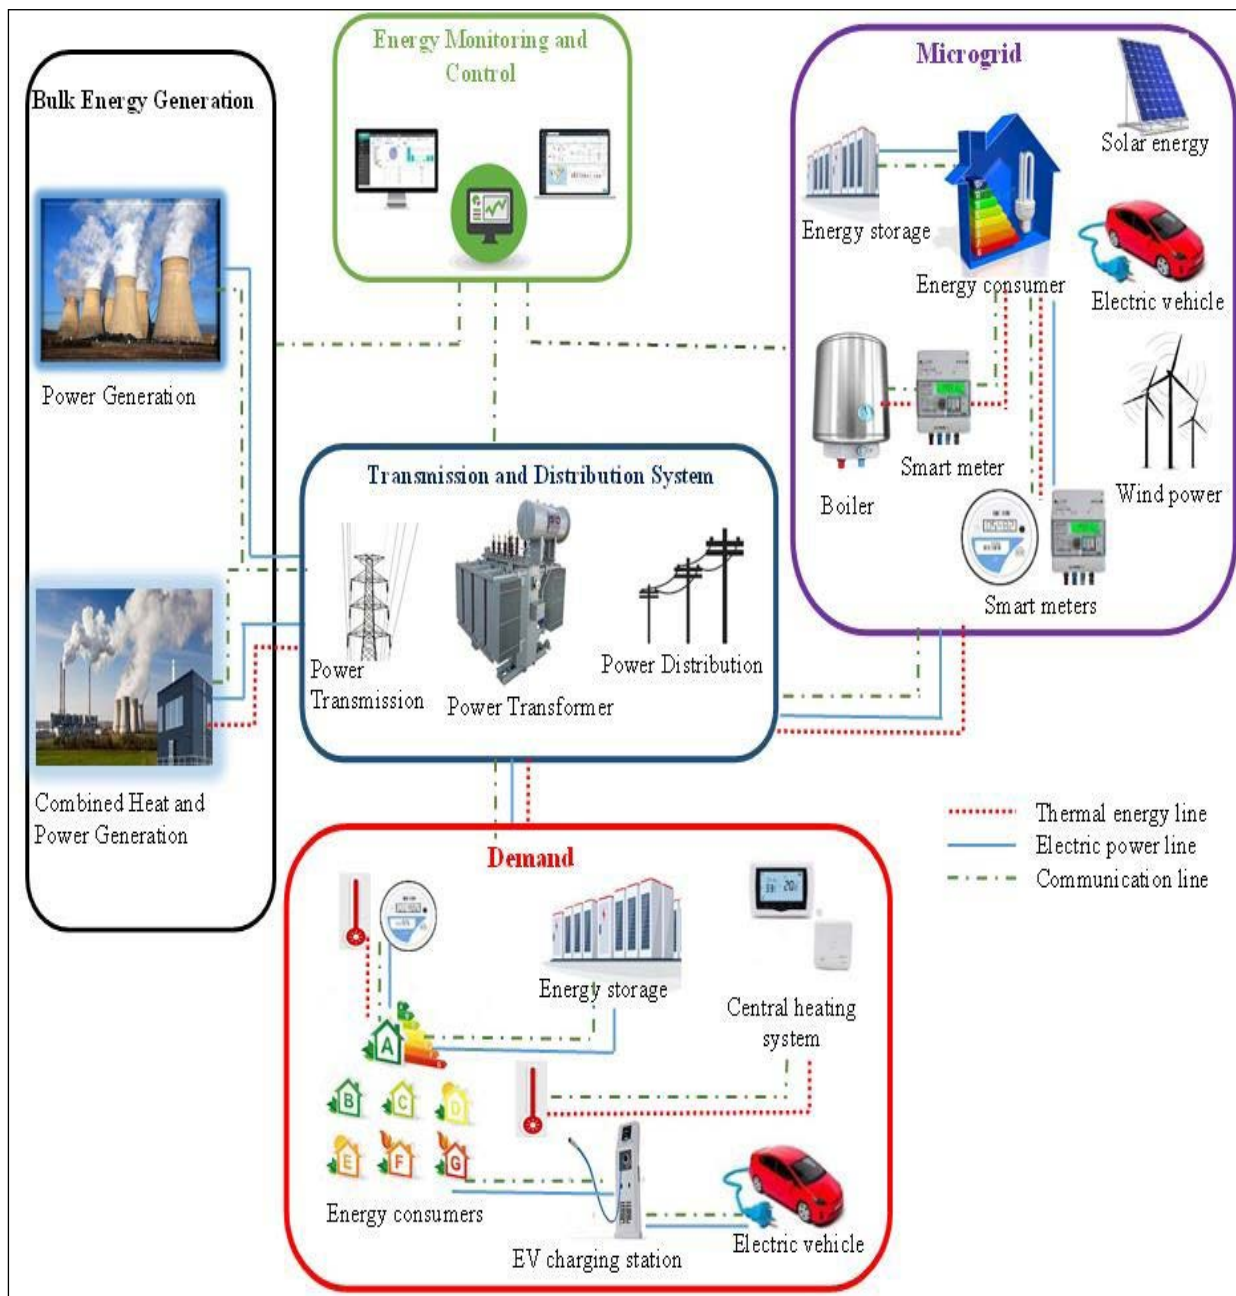 Energy Monitoring and
Control
Bulk Energy Generation
Power Generation
Combined Heat and
Power Generation
Microgrid
Solar energy
Energy storage
Energy consumer
Electric vehicle
Boiler
Smart meter
Wind power
Smart meters
Transmission and Distribution System
Power
Transmission
Power Transformer
Power Distribution
Thermal energy line
Electric power line
Communication line
Demand
Energy storage
Central heating
system
A
B
C
D
E
F
G
Energy consumers
EV charging station
Electric vehicle